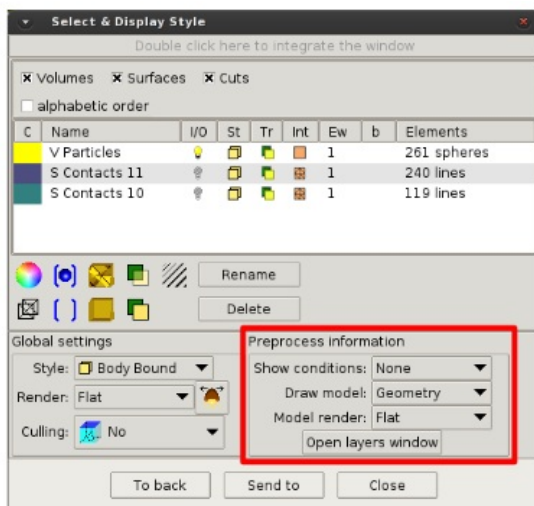 Select & Display Style
Double click here to integrate the window
Volumes Surfaces Cuts
alphabetic order
C Name I/O St Tr Int Ew b Elements
V Particles 1 261 spheres
S Contacts 11 1 240 lines
S Contacts 10 1 119 lines
Rename
Delete
Global settings
Style: Body Bound
Render: Flat
Culling: No
Preprocess information
Show conditions: None
Draw model: Geometry
Model render: Flat
Open layers window
To back Send to Close